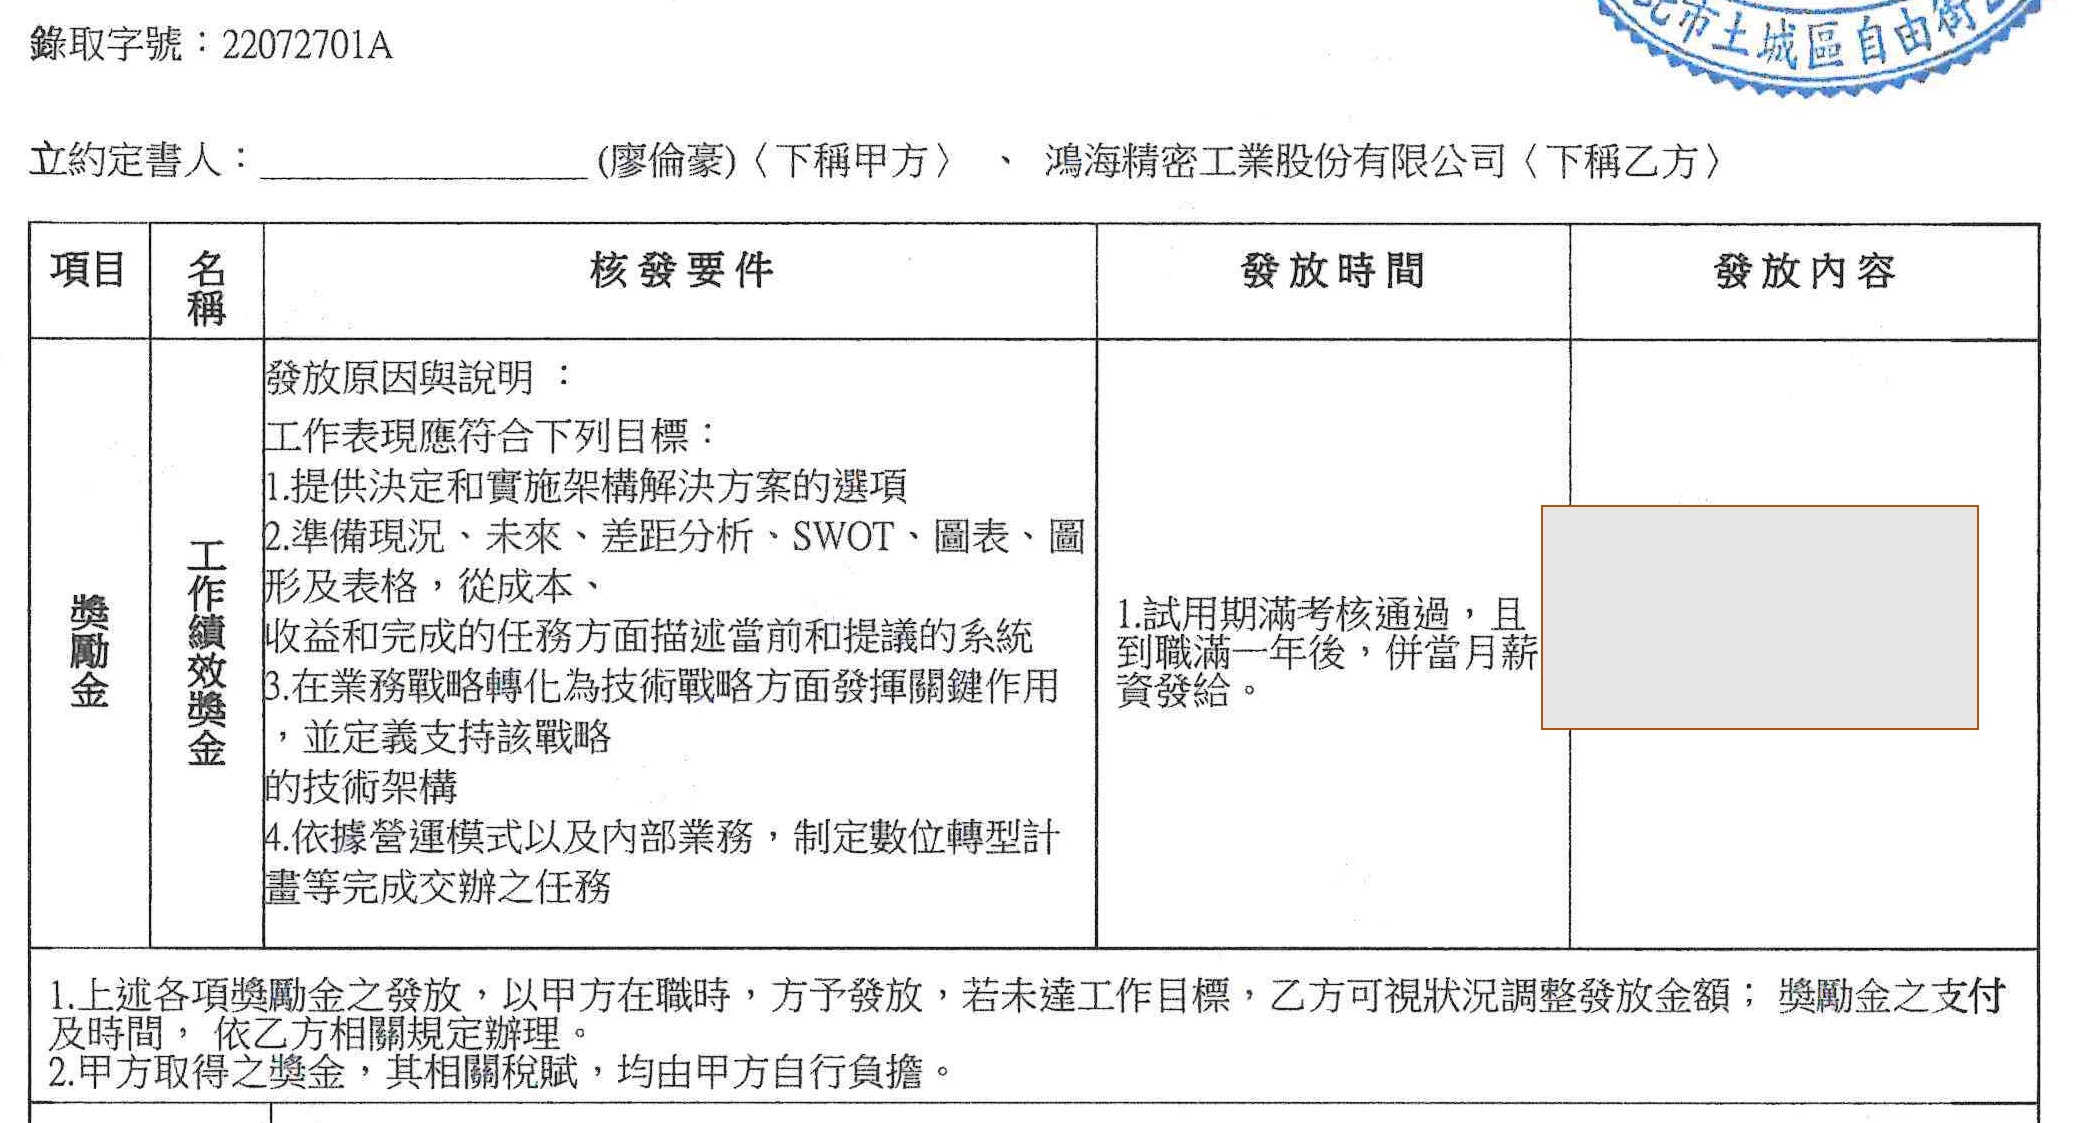 北市土城區自由街
錄取字號：22072701A
立約定書人：________________(廖倫豪)〈下稱甲方〉 、 鴻海精密工業股份有限公司〈下稱乙方〉
項目
名稱
核發要件
發放時間
發放內容
獎勵金
工作績效獎金
發放原因與說明 ：
工作表現應符合下列目標：
1.提供決定和實施架構解決方案的選項
2.準備現況、未來、差距分析、SWOT、圖表、圖
形及表格，從成本、
收益和完成的任務方面描述當前和提議的系統
3.在業務戰略轉化為技術戰略方面發揮關鍵作用
，並定義支持該戰略
的技術架構
4.依據營運模式以及內部業務，制定數位轉型計
畫等完成交辦之任務
1.試用期滿考核通過，且
到職滿一年後，併當月薪
資發給。
1.上述各項獎勵金之發放，以甲方在職時，方予發放，若未達工作目標，乙方可視狀況調整發放金額； 獎勵金之支付
及時間， 依乙方相關規定辦理。
2.甲方取得之獎金，其相關稅賦，均由甲方自行負擔。